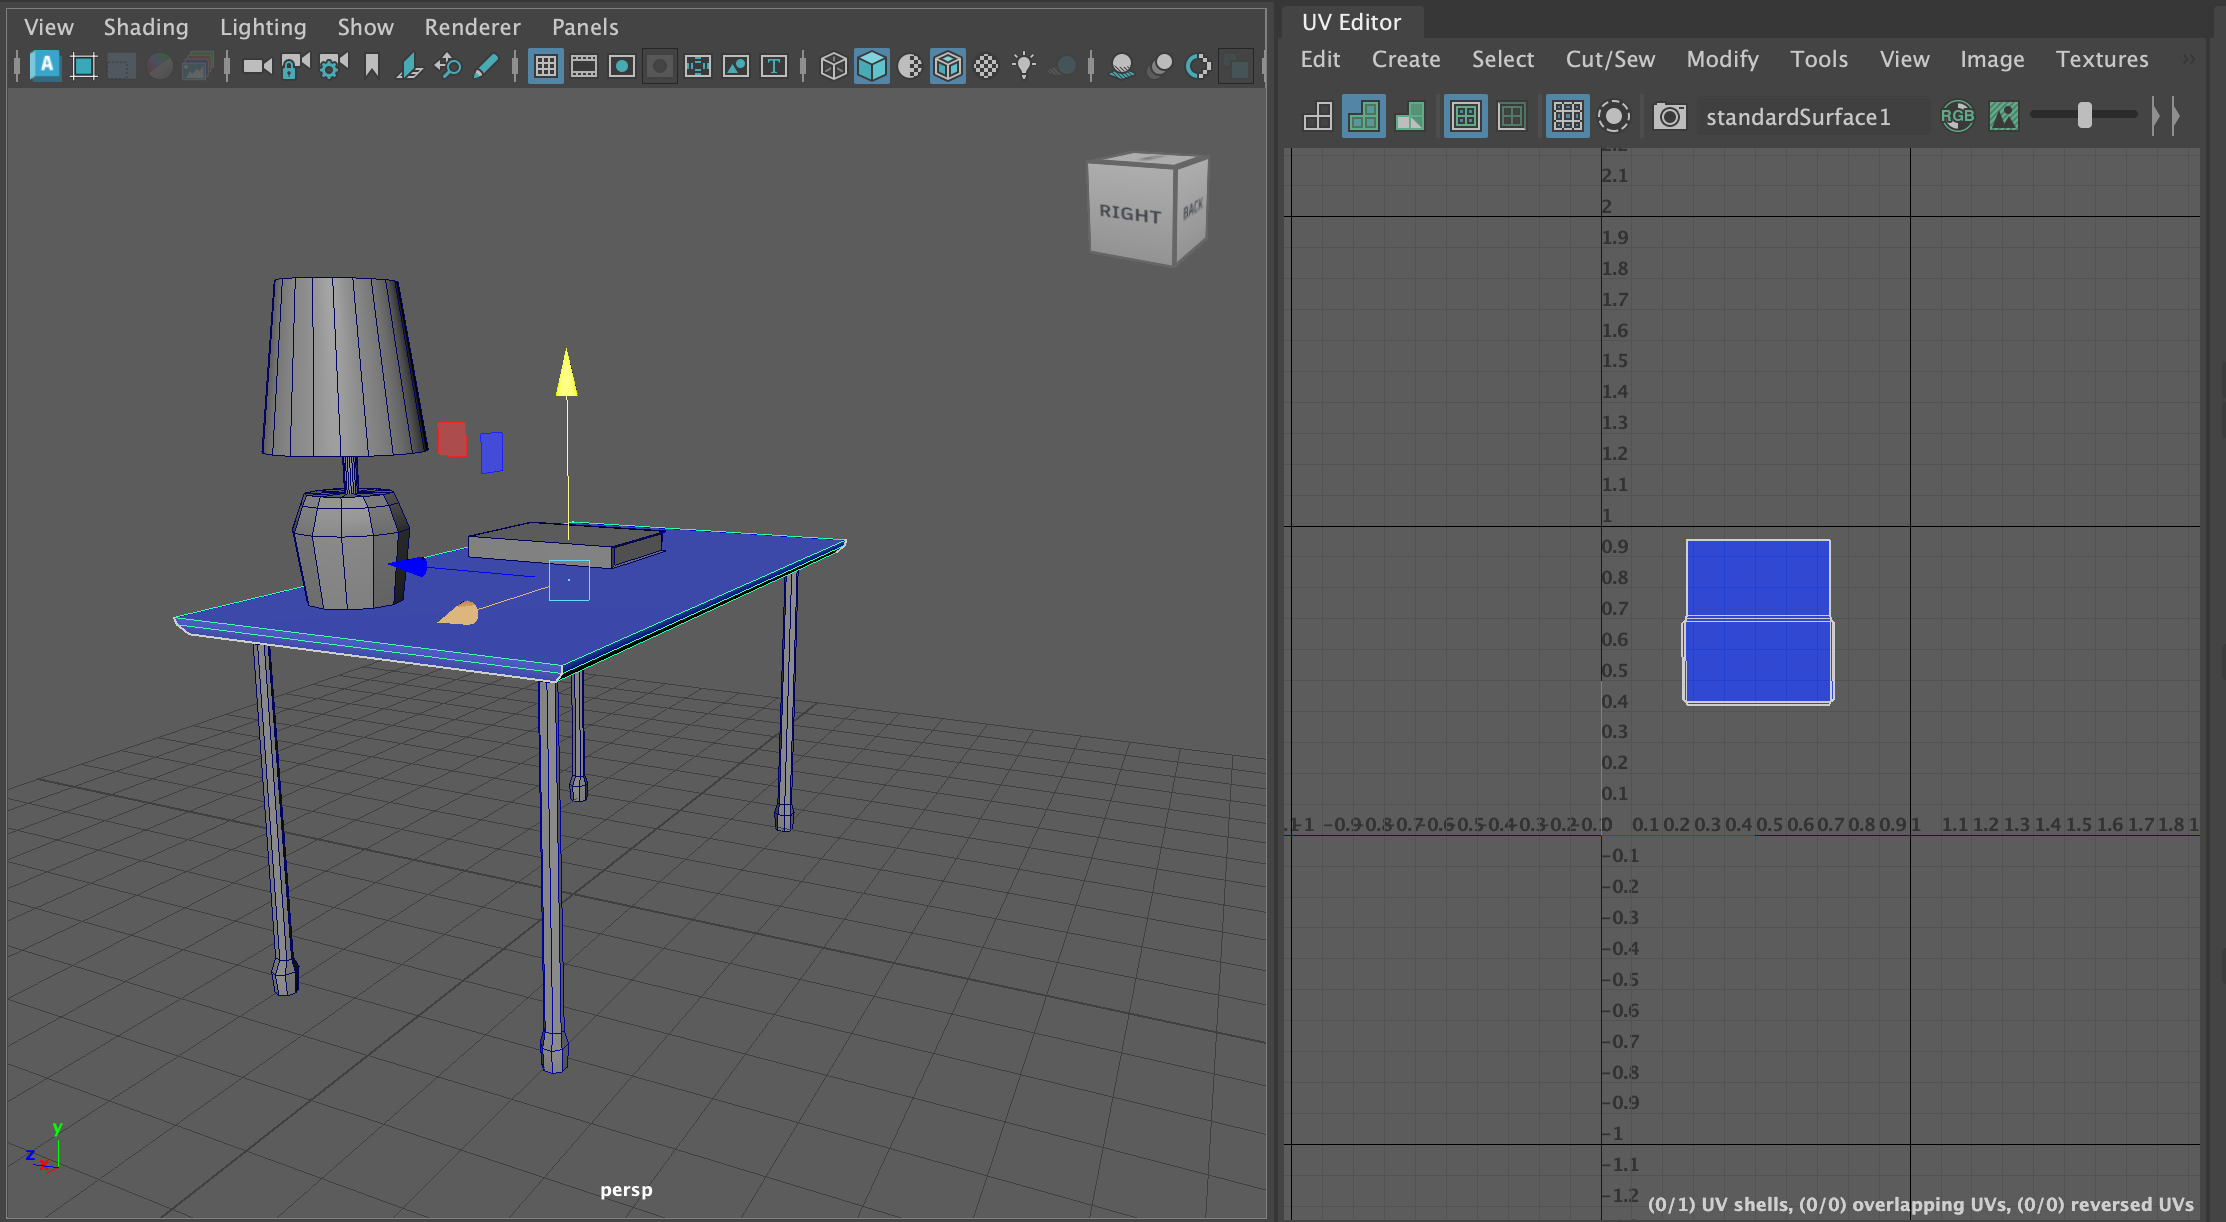 View Shading Lighting Show Renderer Panels
A
T
RIGHT
BACK
y
z
x
persp
UV Editor
Edit Create Select Cut/Sew Modify Tools View Image Textures »
standardSurface1
RGB
2.2
2.1
2
1.9
1.8
1.7
1.6
1.5
1.4
1.3
1.2
1.1
1
0.9
0.8
0.7
0.6
0.5
0.4
0.3
0.2
0.1
-1 -0.9 -0.8 -0.7 -0.6 -0.5 -0.4 -0.3 -0.2 -0.1 0 0.1 0.2 0.3 0.4 0.5 0.6 0.7 0.8 0.9 1 1.1 1.2 1.3 1.4 1.5 1.6 1.7 1.8
-0.1
-0.2
-0.3
-0.4
-0.5
-0.6
-0.7
-0.8
-0.9
-1
-1.1
-1.2
(0/1) UV shells, (0/0) overlapping UVs, (0/0) reversed UVs